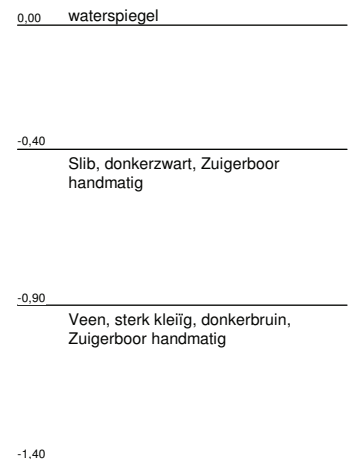 0,00 waterspiegel
-0,40
Slib, donkerzwart, Zuigerboor
handmatig
-0,90
Veen, sterk kleiïg, donkerbruin,
Zuigerboor handmatig
-1,40